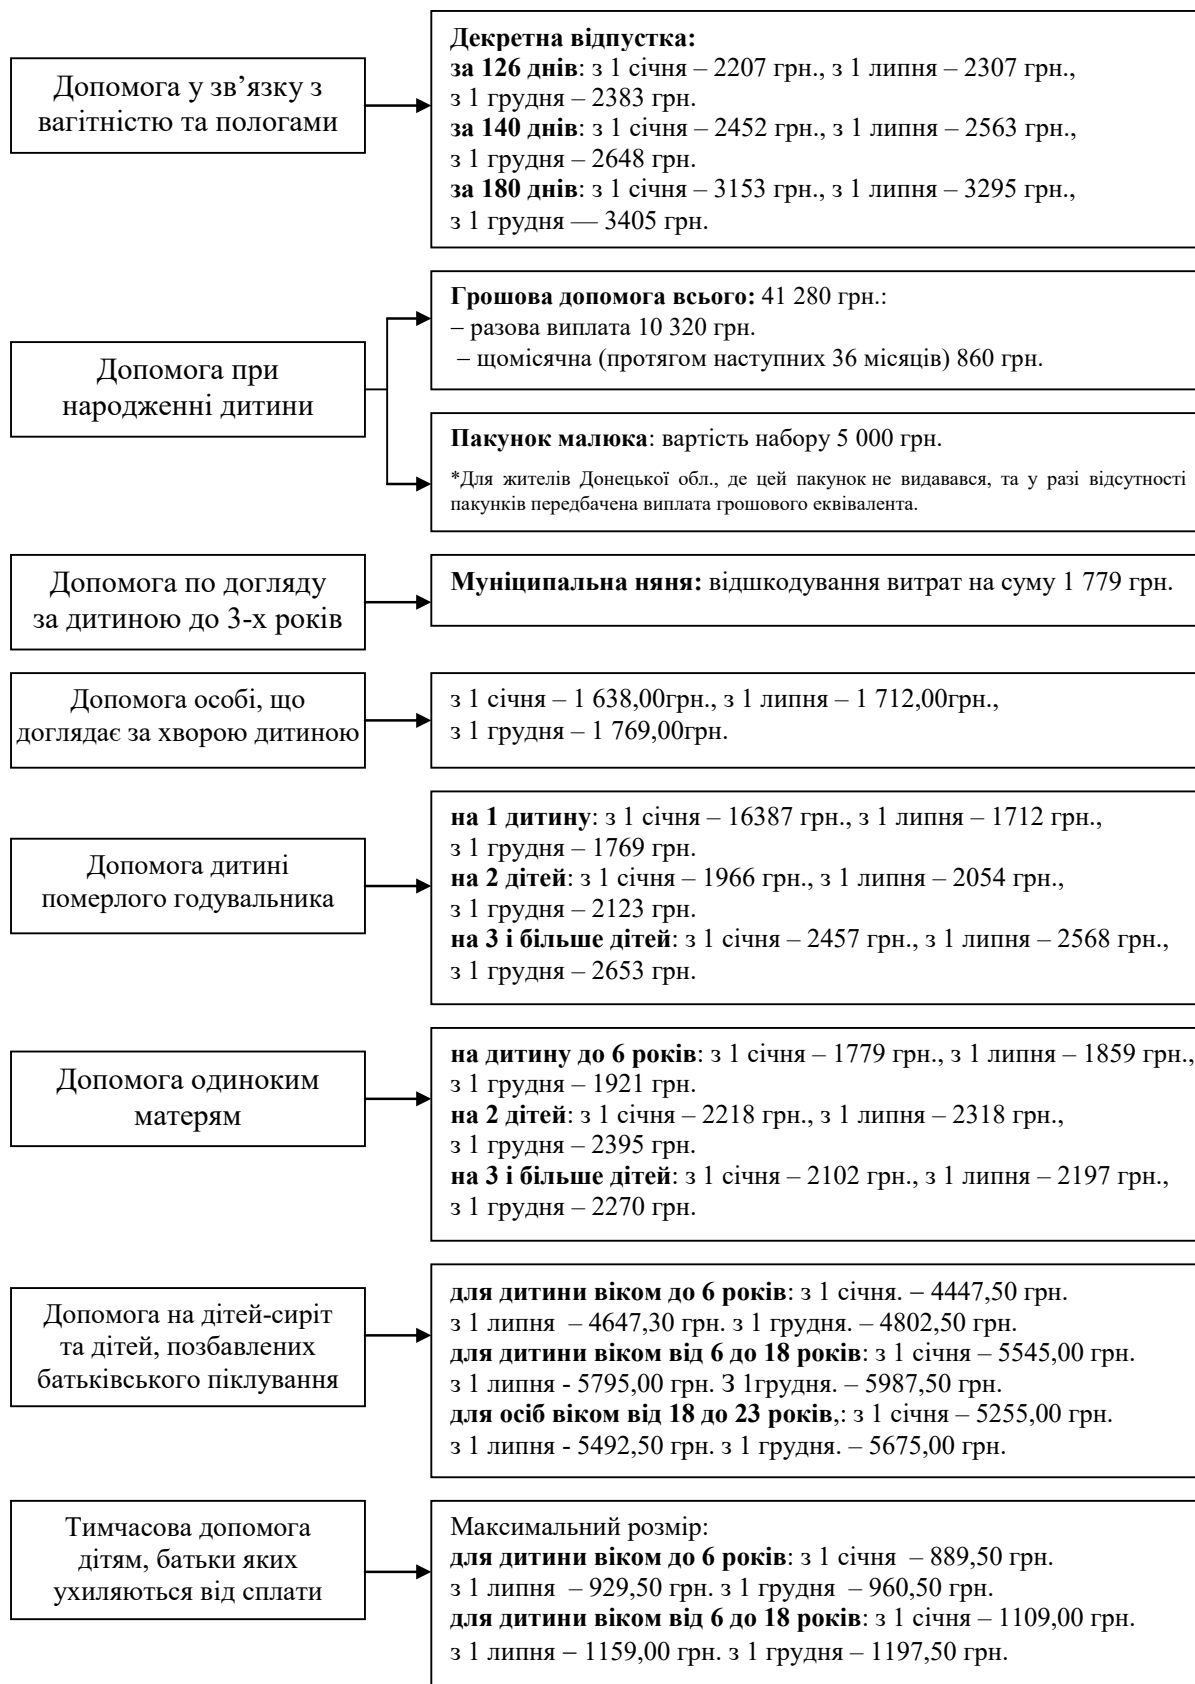 Допомога у зв’язку з
вагітністю та пологами
Декретна відпустка:
за 126 днів: з 1 січня – 2207 грн., з 1 липня – 2307 грн.,
з 1 грудня – 2383 грн.
за 140 днів: з 1 січня – 2452 грн., з 1 липня – 2563 грн.,
з 1 грудня – 2648 грн.
за 180 днів: з 1 січня – 3153 грн., з 1 липня – 3295 грн.,
з 1 грудня –– 3405 грн.
Допомога при
народженні дитини
Грошова допомога всього: 41 280 грн.:
– разова виплата 10 320 грн.
– щомісячна (протягом наступних 36 місяців) 860 грн.
Пакунок малюка: вартість набору 5 000 грн.
*Для жителів Донецької обл., де цей пакунок не видавався, та у разі відсутності
пакунків передбачена виплата грошового еквівалента.
Допомога по догляду
за дитиною до 3-х років
Муніципальна няня: відшкодування витрат на суму 1 779 грн.
Допомога особі, що
доглядає за хворою дитиною
з 1 січня – 1 638,00грн., з 1 липня – 1 712,00грн.,
з 1 грудня – 1 769,00грн.
Допомога дитині
померлого годувальника
на 1 дитину: з 1 січня – 16387 грн., з 1 липня – 1712 грн.,
з 1 грудня – 1769 грн.
на 2 дітей: з 1 січня – 1966 грн., з 1 липня – 2054 грн.,
з 1 грудня – 2123 грн.
на 3 і більше дітей: з 1 січня – 2457 грн., з 1 липня – 2568 грн.,
з 1 грудня – 2653 грн.
Допомога одиноким
матерям
на дитину до 6 років: з 1 січня – 1779 грн., з 1 липня – 1859 грн.,
з 1 грудня – 1921 грн.
на 2 дітей: з 1 січня – 2218 грн., з 1 липня – 2318 грн.,
з 1 грудня – 2395 грн.
на 3 і більше дітей: з 1 січня – 2102 грн., з 1 липня – 2197 грн.,
з 1 грудня – 2270 грн.
Допомога на дітей-сиріт
та дітей, позбавлених
батьківського піклування
для дитини віком до 6 років: з 1 січня. – 4447,50 грн.
з 1 липня – 4647,30 грн. з 1 грудня. – 4802,50 грн.
для дитини віком від 6 до 18 років: з 1 січня – 5545,00 грн.
з 1 липня - 5795,00 грн. З 1грудня. – 5987,50 грн.
для осіб віком від 18 до 23 років,: з 1 січня – 5255,00 грн.
з 1 липня - 5492,50 грн. з 1 грудня. – 5675,00 грн.
Тимчасова допомога
дітям, батьки яких
ухиляються від сплати
Максимальний розмір:
для дитини віком до 6 років: з 1 січня – 889,50 грн.
з 1 липня – 929,50 грн. з 1 грудня – 960,50 грн.
для дитини віком від 6 до 18 років: з 1 січня – 1109,00 грн.
з 1 липня – 1159,00 грн. з 1 грудня – 1197,50 грн.